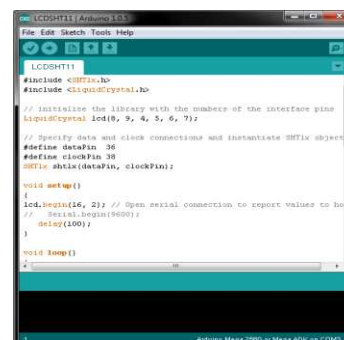 LCDSHT11 | Arduino 1.0.5
File Edit Sketch Tools Help
LCDSHT11
#include <SHT1x.h>
#include <LiquidCrystal.h>
// initialize the library with the numbers of the interface pins
LiquidCrystal lcd(8, 9, 4, 5, 6, 7);
// Specify data and clock connections and instantiate SHT1x object
#define dataPin 36
#define clockPin 38
SHT1x sht1x(dataPin, clockPin);
void setup()
{
lcd.begin(16, 2); // Open serial connection to report values to ho
// Serial.begin(9600);
delay(100);
}
void loop()
1
Arduino Mega 2560 or Mega ADK on COM5